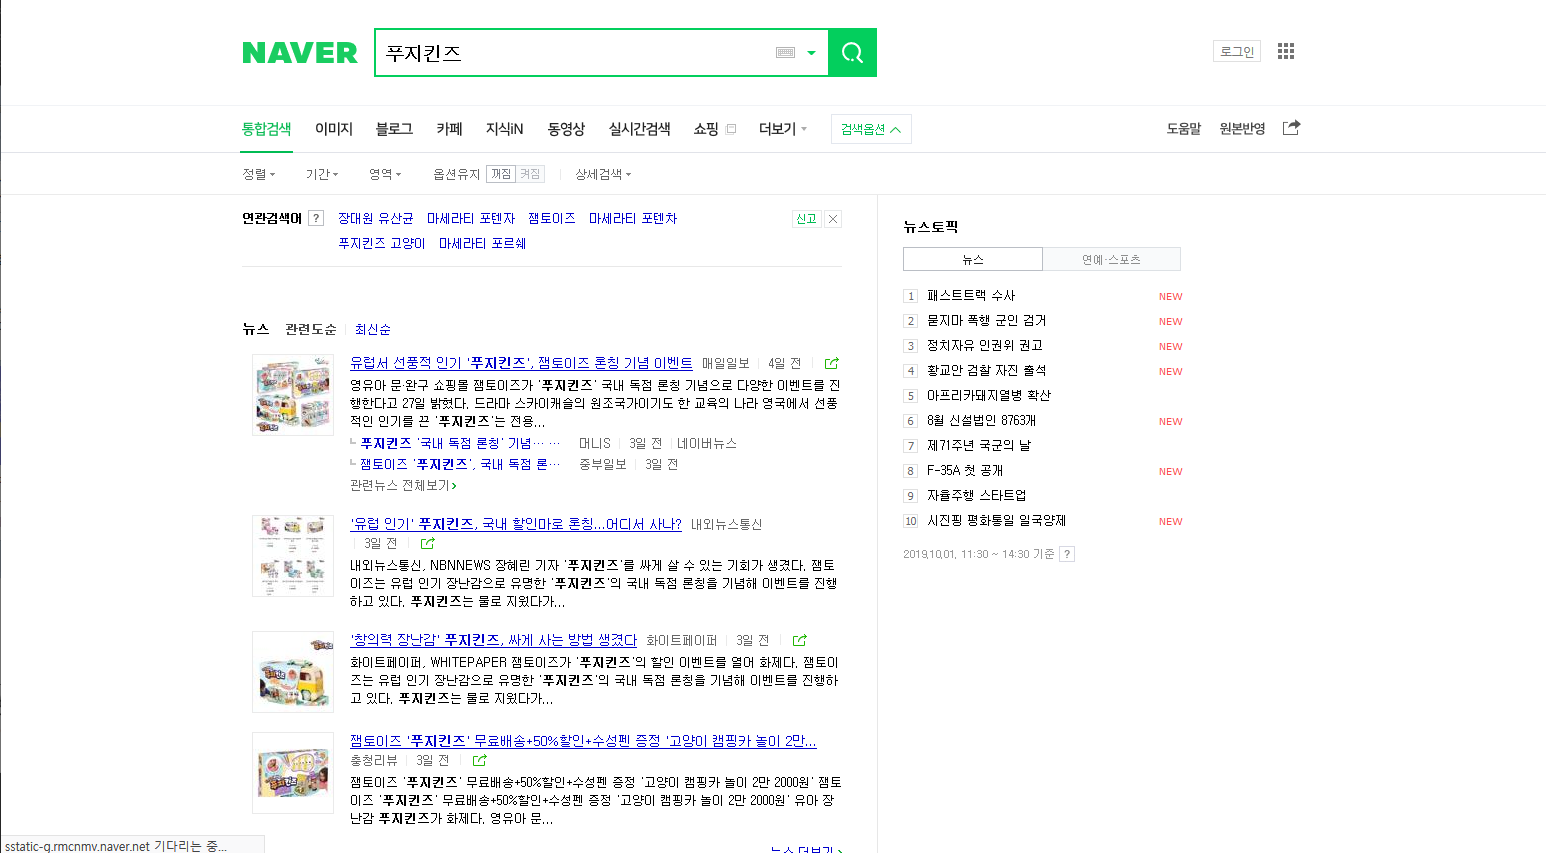 NAVER
푸지킨즈
로그인
통합검색 이미지 블로그 카페 지식iN 동영상 실시간검색 쇼핑 더보기 검색옵션 도움말 원본반영
정렬 기간 영역 옵션유지 꺼짐 켜짐 상세검색
연관검색어 ? 장대원 유산균 마세라티 포텐자 잼토이즈 마세라티 포텐차 신고
푸지킨즈 고양이 마세라티 포르쉐
뉴스 관련도순 최신순
유럽서 선풍적 인기 '푸지킨즈', 잼토이즈 론칭 기념 이벤트 매일일보 4일 전
영유아 문·완구 쇼핑몰 잼토이즈가 '푸지킨즈' 국내 독점 론칭 기념으로 다양한 이벤트를 진
행한다고 27일 밝혔다. 드라마 스카이캐슬의 원조국가이기도 한 교육의 나라 영국에서 선풍
적인 인기를 끈 '푸지킨즈'는 전용...
푸지킨즈 '국내 독점 론칭' 기념… … 머니S 3일 전 네이버뉴스
잼토이즈 '푸지킨즈', 국내 독점 론… 중부일보 3일 전
관련뉴스 전체보기
'유럽 인기' 푸지킨즈, 국내 할인마로 론칭...어디서 사나? 내외뉴스통신
3일 전
내외뉴스통신, NBNNEWS 장혜린 기자 '푸지킨즈'를 싸게 살 수 있는 기회가 생겼다. 잼토
이즈는 유럽 인기 장난감으로 유명한 '푸지킨즈'의 국내 독점 론칭을 기념해 이벤트를 진행
하고 있다. 푸지킨즈는 물로 지웠다가...
'창의력 장난감' 푸지킨즈, 싸게 사는 방법 생겼다 화이트페이퍼 3일 전
화이트페이퍼, WHITEPAPER 잼토이즈가 '푸지킨즈'의 할인 이벤트를 열어 화제다. 잼토이
즈는 유럽 인기 장난감으로 유명한 '푸지킨즈'의 국내 독점 론칭을 기념해 이벤트를 진행하
고 있다. 푸지킨즈는 물로 지웠다가...
잼토이즈 '푸지킨즈' 무료배송+50%할인+수성펜 증정 '고양이 캠핑카 놀이 2만...
충청리뷰 3일 전
잼토이즈 '푸지킨즈' 무료배송+50%할인+수성펜 증정 '고양이 캠핑카 놀이 2만 2000원' 잼토
이즈 '푸지킨즈' 무료배송+50%할인+수성펜 증정 '고양이 캠핑카 놀이 2만 2000원' 유아 장
난감 푸지킨즈가 화제다. 영유아 문...
뉴스 더보기
뉴스토픽
뉴스 연예·스포츠
1 패스트트랙 수사 NEW
2 묻지마 폭행 군인 검거 NEW
3 정치자유 인권위 권고 NEW
4 황교안 검찰 자진 출석 NEW
5 아프리카돼지열병 확산
6 8월 신설법인 8763개 NEW
7 제71주년 국군의 날
8 F-35A 첫 공개 NEW
9 자율주행 스타트업
10 시진핑 평화통일 일국양제 NEW
2019.10.01. 11:30 ~ 14:30 기준 ?
sstatic-g.rmcnmv.naver.net 기다리는 중...